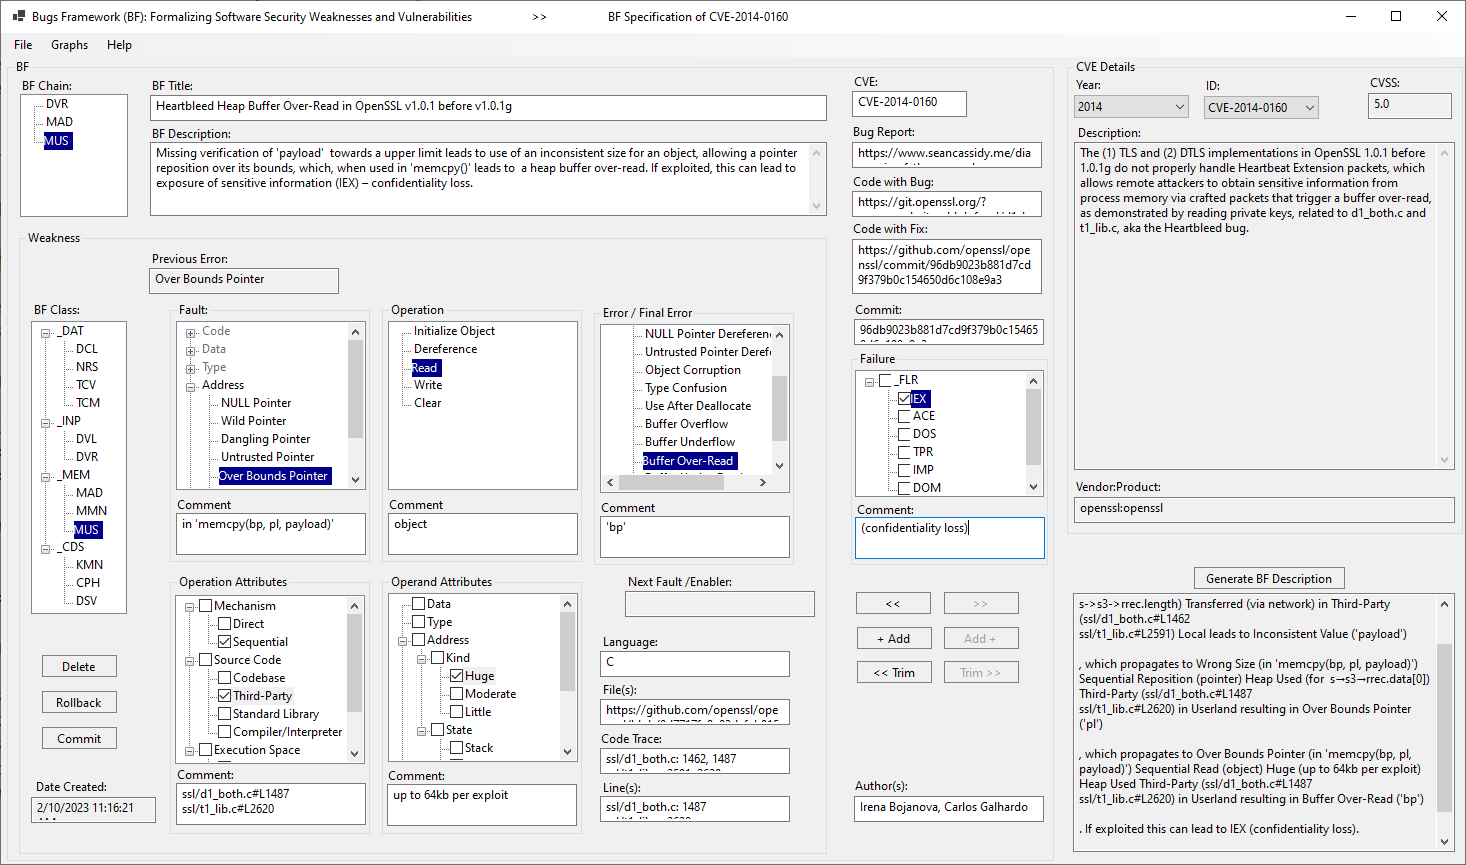 Bugs Framework (BF): Formalizing Software Security Weaknesses and Vulnerabilities >> BF Specification of CVE-2014-0160
File Graphs Help
BF
BF Chain:
DVR
MAD
MUS
BF Title:
Heartbleed Heap Buffer Over-Read in OpenSSL v1.0.1 before v1.0.1g
BF Description:
Missing verification of 'payload' towards a upper limit leads to use of an inconsistent size for an object, allowing a pointer
reposition over its bounds, which, when used in 'memcpy()' leads to a heap buffer over-read. If exploited, this can lead to
exposure of sensitive information (IEX) – confidentiality loss.
Weakness
Previous Error:
Over Bounds Pointer
BF Class:
_DAT
DCL
NRS
TCV
TCM
_INP
DVL
DVR
_MEM
MAD
MMN
MUS
_CDS
KMN
CPH
DSV
Delete
Rollback
Commit
Date Created:
2/10/2023 11:16:21
Fault:
Code
Data
Type
Address
NULL Pointer
Wild Pointer
Dangling Pointer
Untrusted Pointer
Over Bounds Pointer
Comment
in 'memcpy(bp, pl, payload)'
Operation
Initialize Object
Dereference
Read
Write
Clear
Comment
object
Error / Final Error
NULL Pointer Dereferen
Untrusted Pointer Deref
Object Corruption
Type Confusion
Use After Deallocate
Buffer Overflow
Buffer Underflow
Buffer Over-Read
Comment
'bp'
Operation Attributes
Mechanism
Direct
Sequential
Source Code
Codebase
Third-Party
Standard Library
Compiler/Interpreter
Execution Space
Comment:
ssl/d1_both.c#L1487
ssl/t1_lib.c#L2620
Operand Attributes
Data
Type
Address
Kind
Huge
Moderate
Little
State
Stack
Comment:
up to 64kb per exploit
Next Fault /Enabler:
Language:
C
File(s):
https://github.com/openssl/ope
Code Trace:
ssl/d1_both.c: 1462, 1487
Line(s):
ssl/d1_both.c: 1487
CVE:
CVE-2014-0160
Bug Report:
https://www.seancassidy.me/dia
Code with Bug:
https://git.openssl.org/?
Code with Fix:
https://github.com/openssl/ope
nssl/commit/96db9023b881d7cd
9f379b0c154650d6c108e9a3
Commit:
96db9023b881d7cd9f379b0c15465
Failure
_FLR
IEX
ACE
DOS
TPR
IMP
DOM
Comment:
(confidentiality loss)
<< >>
+ Add Add +
<< Trim Trim >>
Author(s):
Irena Bojanova, Carlos Galhardo
CVE Details
Year:
2014
ID:
CVE-2014-0160
CVSS:
5.0
Description:
The (1) TLS and (2) DTLS implementations in OpenSSL 1.0.1 before
1.0.1g do not properly handle Heartbeat Extension packets, which
allows remote attackers to obtain sensitive information from
process memory via crafted packets that trigger a buffer over-read,
as demonstrated by reading private keys, related to d1_both.c and
t1_lib.c, aka the Heartbleed bug.
Vendor:Product:
openssl:openssl
Generate BF Description
s->s3->rrec.length) Transferred (via network) in Third-Party
(ssl/d1_both.c#L1462
ssl/t1_lib.c#L2591) Local leads to Inconsistent Value ('payload')
, which propagates to Wrong Size (in 'memcpy(bp, pl, payload)')
Sequential Reposition (pointer) Heap Used (for s→s3→rrec.data[0])
Third-Party (ssl/d1_both.c#L1487
ssl/t1_lib.c#L2620) in Userland resulting in Over Bounds Pointer
('pl')
, which propagates to Over Bounds Pointer (in 'memcpy(bp, pl,
payload)') Sequential Read (object) Huge (up to 64kb per exploit)
Heap Used Third-Party (ssl/d1_both.c#L1487
ssl/t1_lib.c#L2620) in Userland resulting in Buffer Over-Read ('bp')
. If exploited this can lead to IEX (confidentiality loss).